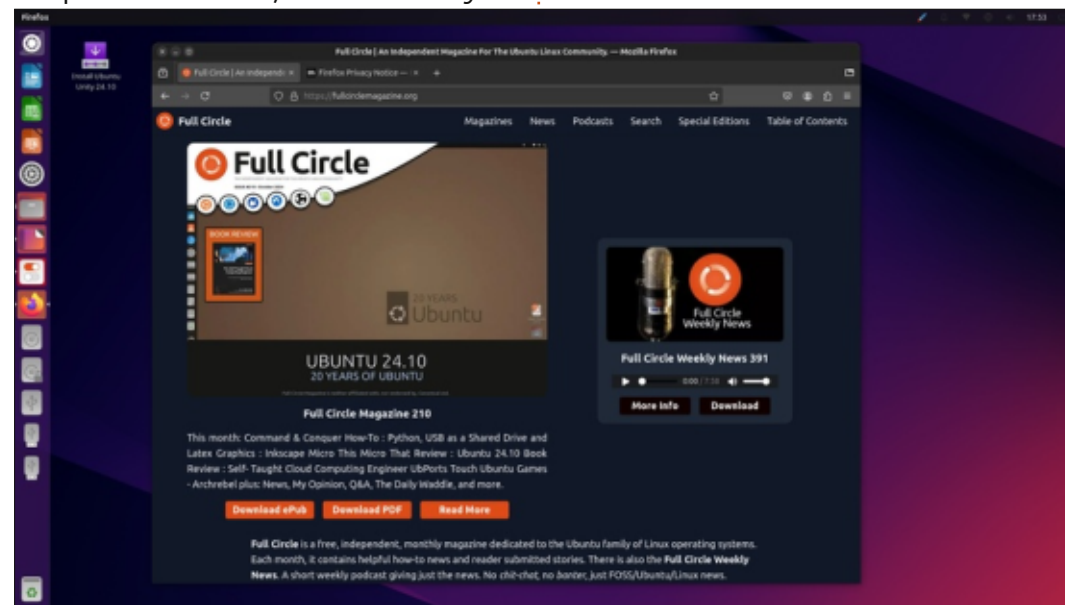 Firefox
17:53
Install Ubuntu
Unity 24.10
Full Circle | An Independent Magazine For The Ubuntu Linux Community. — Mozilla Firefox
Full Circle | An Independe
Firefox Privacy Notice —
https://fullcirclemagazine.org
Full Circle
Magazines News Podcasts Search Special Editions Table of Contents
Full Circle
BOOK REVIEW
20 YEARS
Ubuntu
UBUNTU 24.10
20 YEARS OF UBUNTU
Full Circle Magazine 210
This month: Command & Conquer How-To : Python, USB as a Shared Drive and
Latex Graphics : Inkscape Micro This Micro That Review : Ubuntu 24.10 Book
Review : Self- Taught Cloud Computing Engineer UbPorts Touch Ubuntu Games
- Archrebel plus: News, My Opinion, Q&A, The Daily Waddle, and more.
Download ePub Download PDF Read More
Full Circle
Weekly News
Full Circle Weekly News 391
0:00 / 7:56
More Info Download
Full Circle is a free, independent, monthly magazine dedicated to the Ubuntu family of Linux operating systems.
Each month, it contains helpful how-to news and reader submitted stories. There is also the Full Circle Weekly
News. A short weekly podcast giving just the news. No chit-chat, no banter, just FOSS/Ubuntu/Linux news.